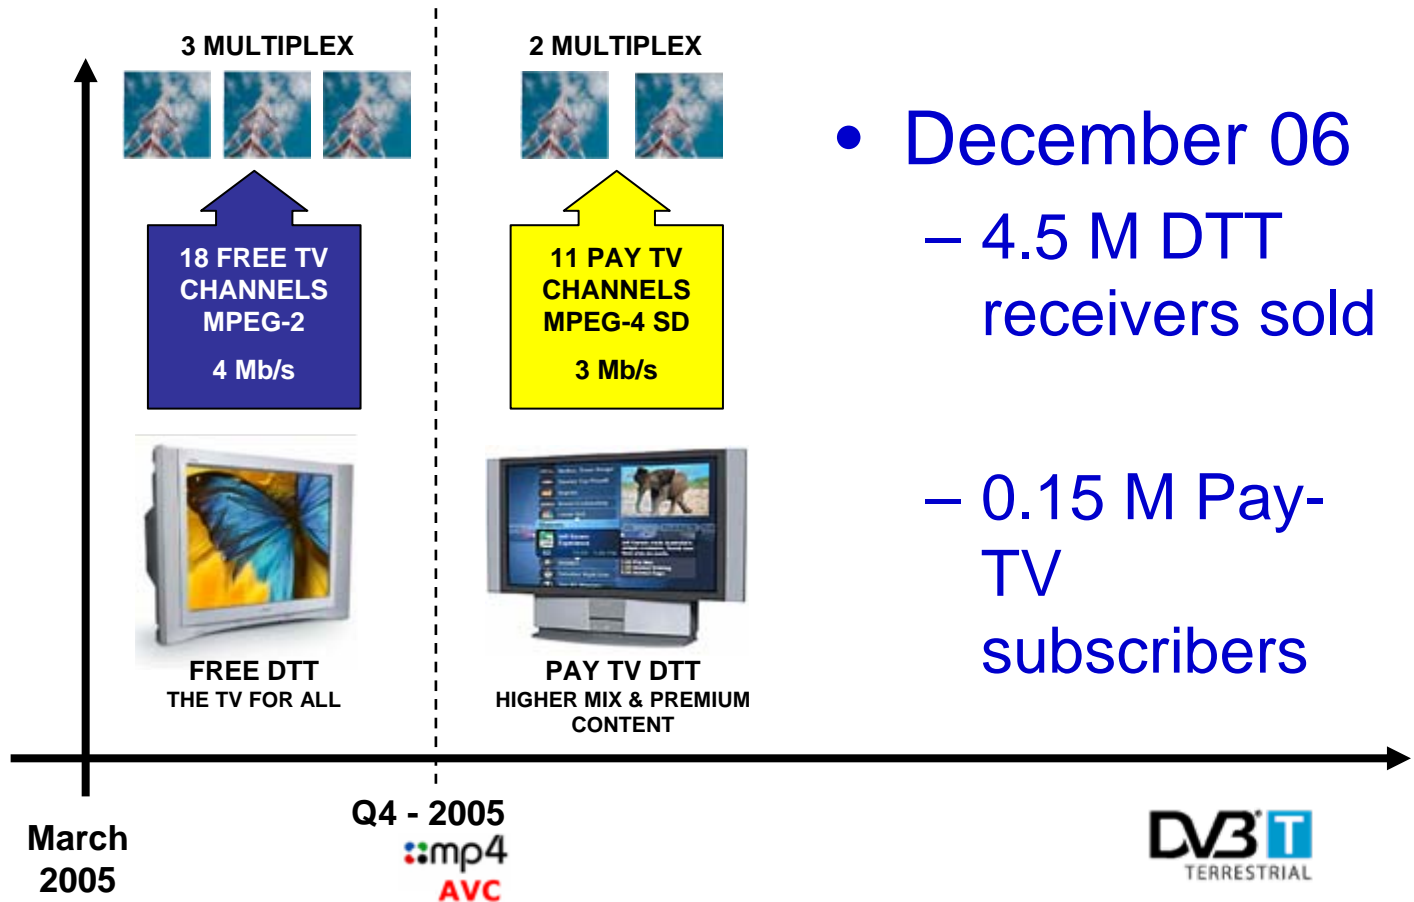 3 MULTIPLEX
2 MULTIPLEX
18 FREE TV
CHANNELS
MPEG-2
4 Mb/s
11 PAY TV
CHANNELS
MPEG-4 SD
3 Mb/s
FREE DTT
THE TV FOR ALL
PAY TV DTT
HIGHER MIX & PREMIUM
CONTENT
• December 06
– 4.5 M DTT
receivers sold
– 0.15 M Pay-
TV
subscribers
March
2005
Q4 - 2005
mp4
AVC
DVB T
TERRESTRIAL